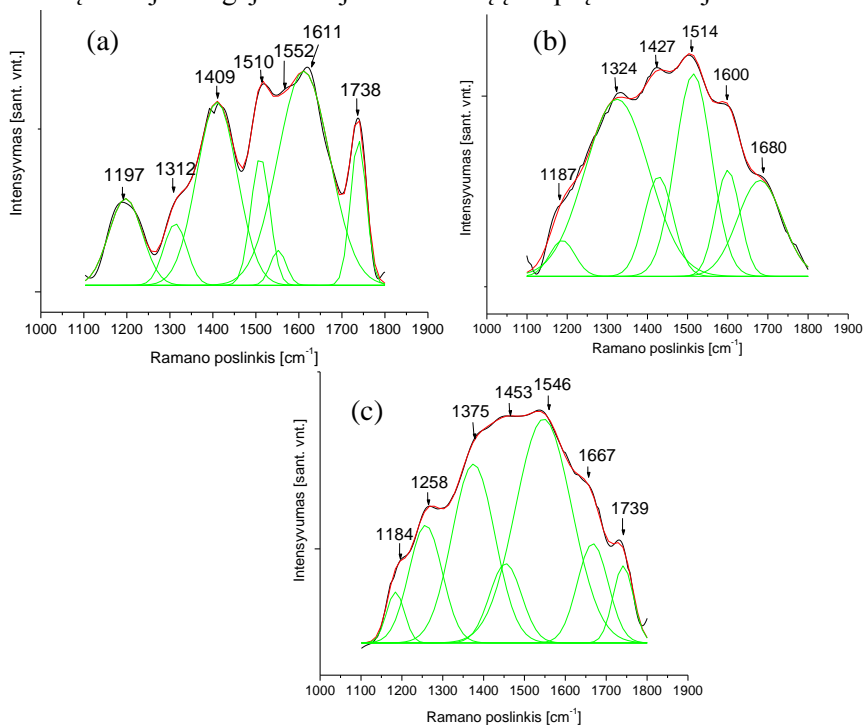 (a)
1197
1312
1409
1510
1552
1611
1738
Intensyvmas [sant. vnt.]
1000 1100 1200 1300 1400 1500 1600 1700 1800 1900
Ramano poslinkis [cm-1]
(b)
1187
1324
1427
1514
1600
1680
Intensyvumas [sant. vnt.]
1000 1100 1200 1300 1400 1500 1600 1700 1800 1900
Ramano poslinkis [cm-1]
(c)
1184
1258
1375
1453
1546
1667
1739
Intensyvumas [sant. vnt.]
1000 1100 1200 1300 1400 1500 1600 1700 1800 1900
Ramano poslinkis [cm-1]